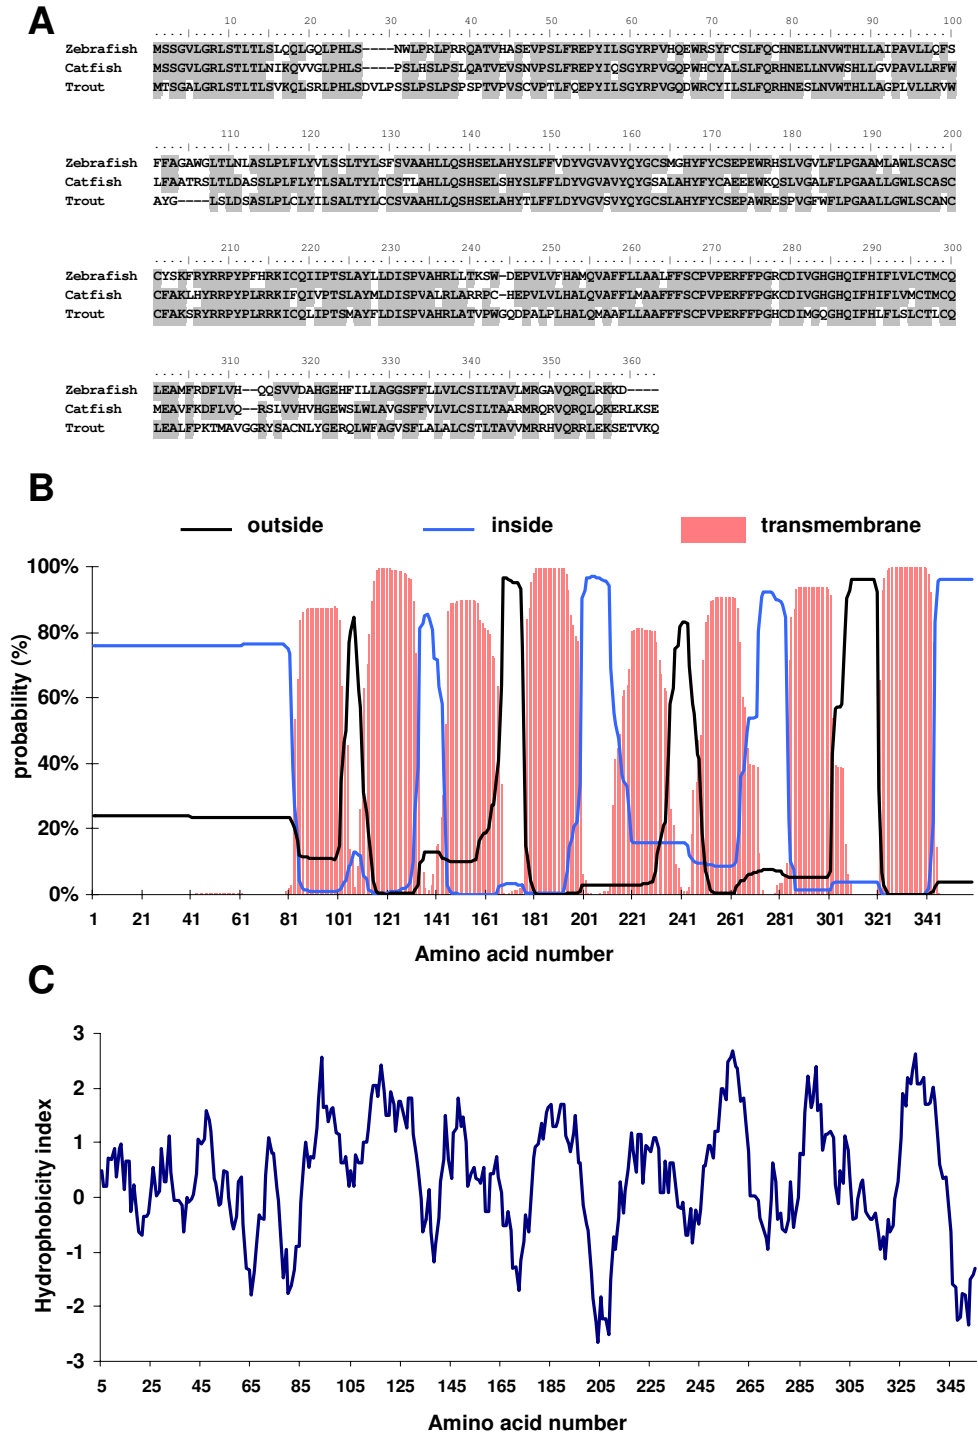 A
10 20 30 40 50 60 70 80 90 100
Zebrafish MSSGVLGRLSTLTLSLQQLGQLPHLS----NWLPRLPRRQATVHASEVPSLFREPYILSGYRPVHQEWRSYFCSLFQCHNELLNVWTHLLAIPAVLLQFS
Catfish MSSGVLGRLSTLTLNIKQVVGLPHLS----PSLHSLPSLQATVEVSNVPSLFREPYIQSGYRPVGQPWHCYALSLFQRHNELLNVWSHLLGVPAVLLRFW
Trout MTSGALGRLSTLTLSVKQLSRLPHLSDVLPSSLPSLPSPSPTVPVSCVPTLFQEPYILSGYRPVGQDWRCYILSLFQRHNESLNVWTHLLAGPLVLLRVW
110 120 130 140 150 160 170 180 190 200
Zebrafish FFAGAWGLTLNLASLPLFLYVLSSLTYLSFSVAAHLLQSHSELAHYSLFFVDYVGVAVYQYGCSMGHYFYCSEPEWRHSLVGVLFLPGAAMLAWLSCASC
Catfish LFAATRSLTLDASSLPLFLYTLSALTYLTCSTLAHLLQSHSELSHYSLFFLDYVGVAVYQYGSALAHYFYCAEEEWKQSLVGALFLPGAALLGWLSCASC
Trout AYG----LSLDSASLPLCLYILSALTYLCCSVAAHLLQSHSELAHYTLFFLDYVGVSVYQYGCSLAHYFYCSEPAWRESPVGFWFLPGAALLGWLSCANC
210 220 230 240 250 260 270 280 290 300
Zebrafish CYSKFRYRRPYPFHRKICQIIPTSLAYLLDISPVAHRLLTKSW-DEPVLVFHAMQVAFFLLAALFFSCPVPERFFPGRCDIVGHGHQIFHIFLVLCTMCQ
Catfish CFAKLHYRRPYPLRRKIFQIVPTSLAYMLDISPVALRLARRPC-HEPVLVLHALQVAFFLMAAFFFSCPVPERFFPGKCDIVGHGHQIFHIFLVMCTMCQ
Trout CFAKSRYRRPYPLRRKICQLIPTSMAYFLDISPVAHRLATVPWGQDPALPLHALQMAAFFLLAAFFFSCPVPERFFPGHCDIMGQGHQIFHLFLSLCTLCQ
310 320 330 340 350 360
Zebrafish LEAMFRDFLVH--QQSVVDAHGEHFILLAGGSFFLLVLCSILTAVLMRGAVQRQLRKKD----
Catfish MEAVFKDFLVQ--RSLVVHVHGEWSLWLAVGSFFVLVLCSILTAARMRQRVQRQLQKERLKSE
Trout LEALFPKTMAVGGRYSACNLYGERQLWFAGVSFLALALCSTLTAVVMRRHVQRRLEKSETVKQ
B
outside inside transmembrane
probability (%)
100%
80%
60%
40%
20%
0%
1 21 41 61 81 101 121 141 161 181 201 221 241 261 281 301 321 341
Amino acid number
C
Hydrophobicity index
3
2
1
0
-1
-2
-3
5 25 45 65 85 105 125 145 165 185 205 225 245 265 285 305 325 345
Amino acid number